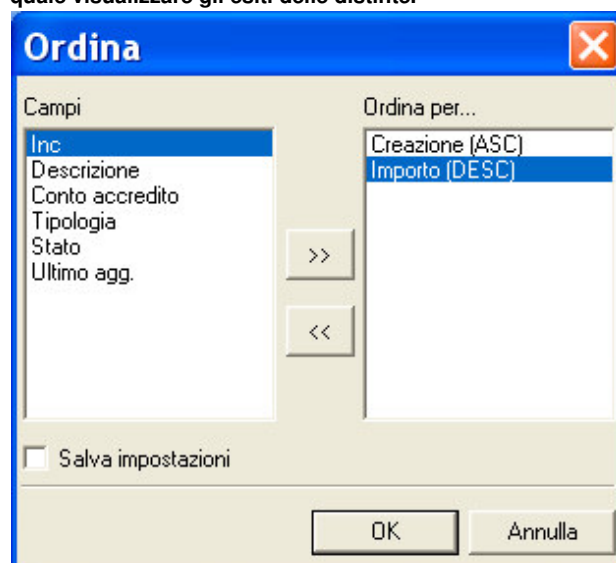 quale visualizzare gli esiti delle distinte.
Ordina
Campi
Ordina per...
Inc
Descrizione
Conto accredito
Tipologia
Stato
Ultimo agg.
Creazione (ASC)
Importo (DESC)
>>
<<
Salva impostazioni
OK
Annulla